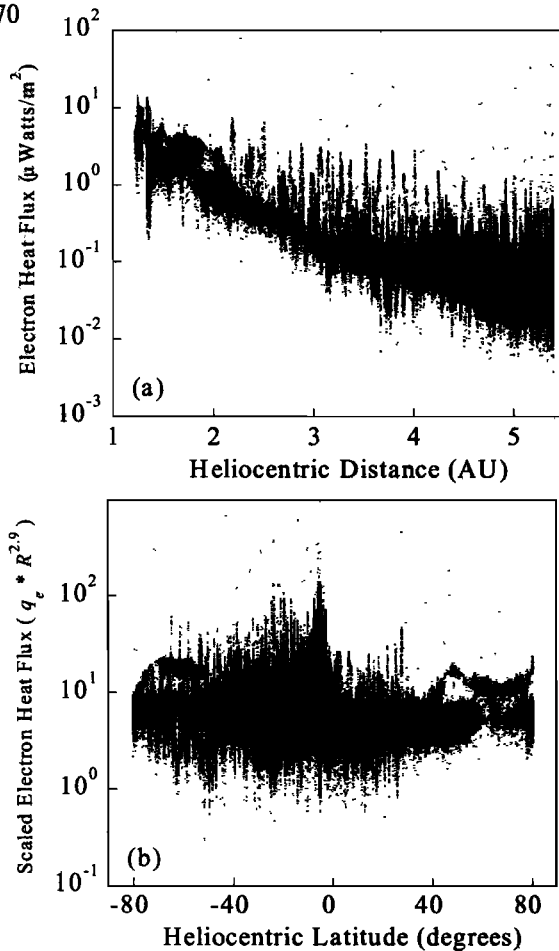 70
10^2
10^1
10^0
10^-1
10^-2
10^-3
Electron Heat Flux (μ Watts/m^2)
(a)
1 2 3 4 5
Heliocentric Distance (AU)
Scaled Electron Heat Flux ( q_e * R^2.9 )
10^2
10^1
10^0
10^-1
(b)
-80 -40 0 40 80
Heliocentric Latitude (degrees)